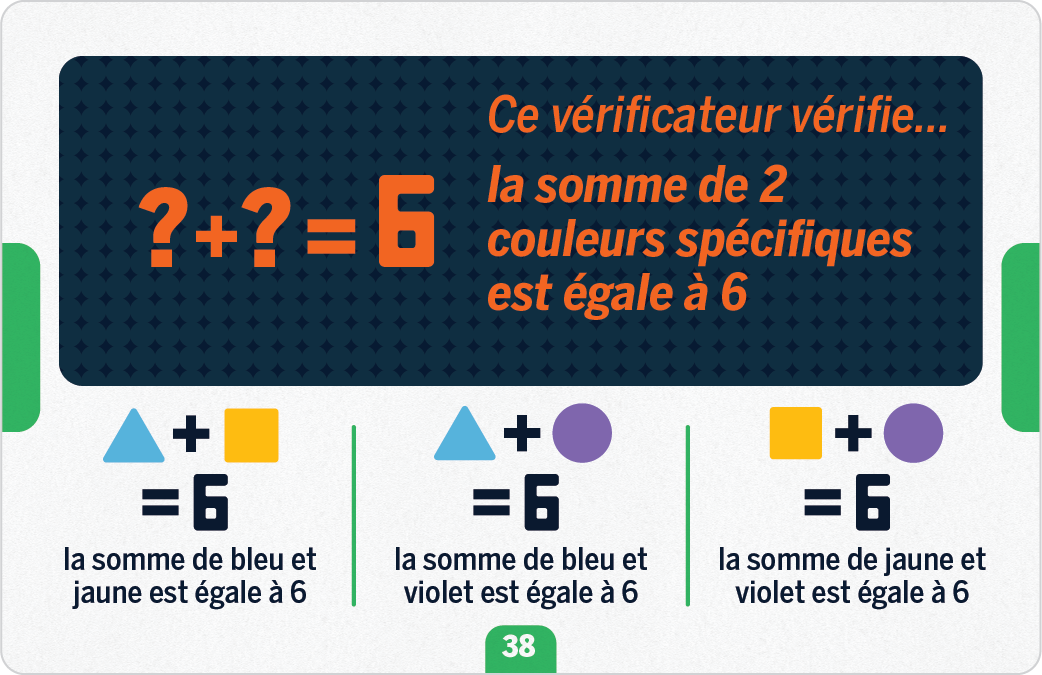 Ce vérificateur vérifie...
?+?= 6
la somme de 2
couleurs spécifiques
est égale à 6
+
= 6
la somme de bleu et
jaune est égale à 6
+
= 6
la somme de bleu et
violet est égale à 6
+
= 6
la somme de jaune et
violet est égale à 6
38